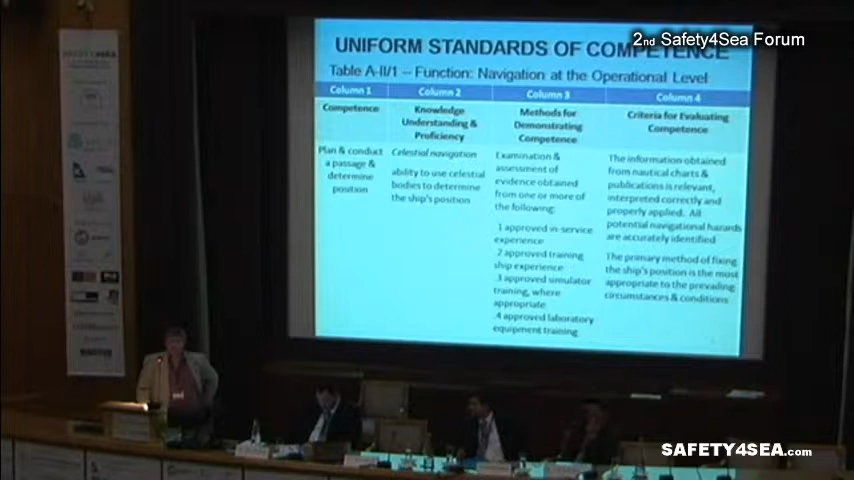 2nd Safety4Sea Forum
UNIFORM STANDARDS OF COMPETENCE
Table A-II/1 – Function: Navigation at the Operational Level
Column 1
Competence
Plan & conduct
a passage &
determine
position
Column 2
Knowledge
Understanding &
Proficiency
Celestial navigation
ability to use celestial
bodies to determine
the ship's position
Column 3
Methods for
Demonstrating
Competence
Examination &
assessment of
evidence obtained
from one or more of
the following:
.1 approved in-service
experience
.2 approved training
ship experience
.3 approved simulator
training, where
appropriate
.4 approved laboratory
equipment training
Column 4
Criteria for Evaluating
Competence
The information obtained
from nautical charts &
publications is relevant,
interpreted correctly and
properly applied. All
potential navigational hazards
are accurately identified
The primary method of fixing
the ship's position is the most
appropriate to the prevailing
circumstances & conditions
SAFETY4SEA
SAFETY4SEA.com